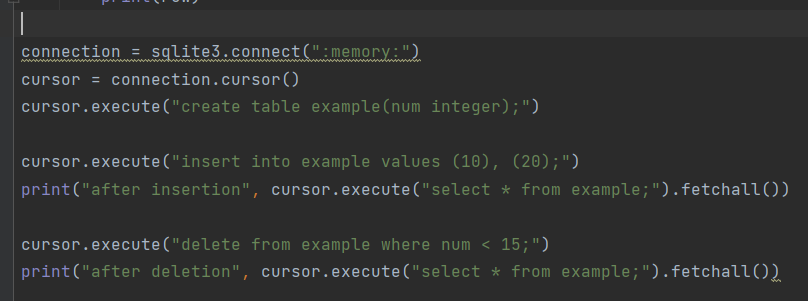 print(row)
connection = sqlite3.connect(":memory:")
cursor = connection.cursor()
cursor.execute("create table example(num integer);")
cursor.execute("insert into example values (10), (20);")
print("after insertion", cursor.execute("select * from example;").fetchall())
cursor.execute("delete from example where num < 15;")
print("after deletion", cursor.execute("select * from example;").fetchall())